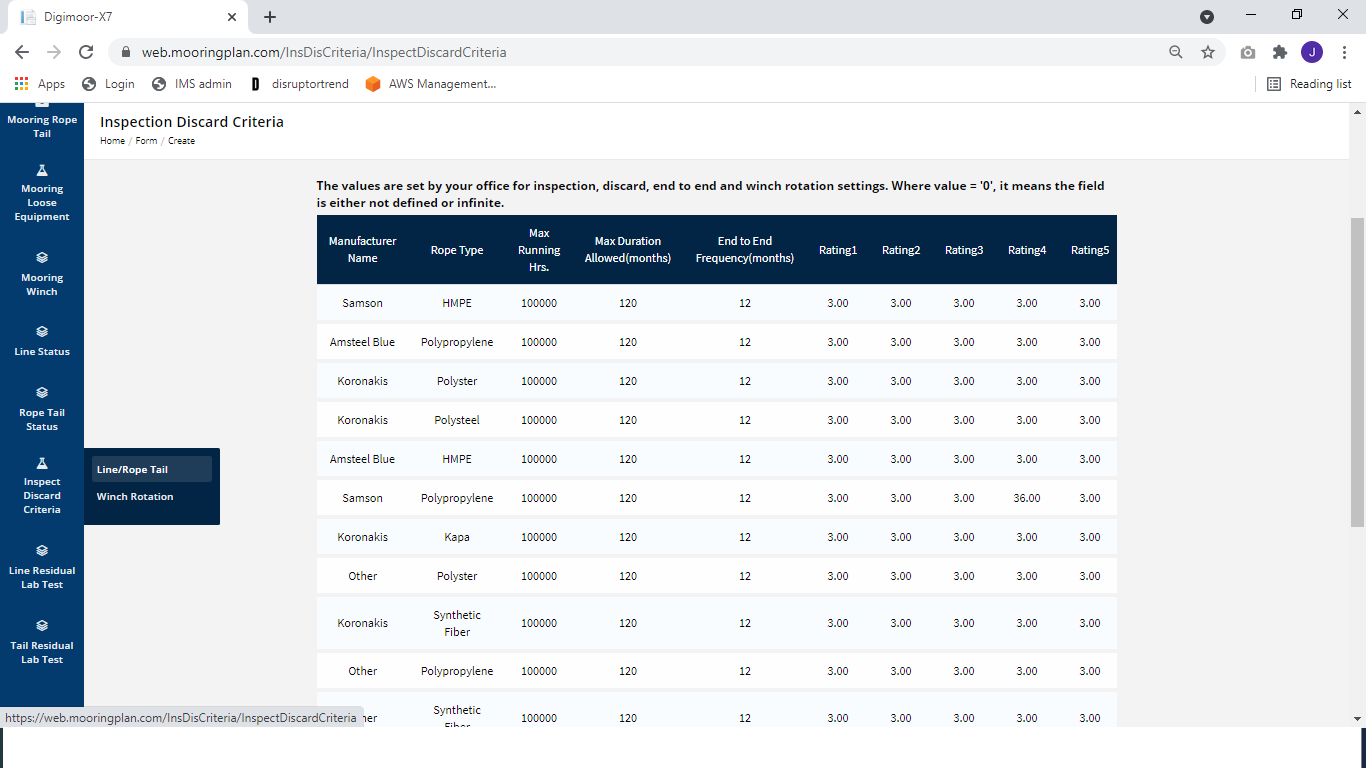 Digimoor-X7
web.mooringplan.com/InsDisCriteria/InspectDiscardCriteria
J
Apps
Login
IMS admin
D
disruptortrend
AWS Management...
Reading list
Mooring Rope
Tail
Mooring
Loose
Equipment
Mooring
Winch
Line Status
Rope Tail
Status
Inspect
Discard
Criteria
Line Residual
Lab Test
Tail Residual
Lab Test
Line/Rope Tail
Winch Rotation
Inspection Discard Criteria
Home / Form / Create
The values are set by your office for inspection, discard, end to end and winch rotation settings. Where value = '0', it means the field
is either not defined or infinite.
Manufacturer Name Rope Type Max Running Hrs. Max Duration Allowed(months) End to End Frequency(months) Rating1 Rating2 Rating3 Rating4 Rating5
Samson HMPE 100000 120 12 3.00 3.00 3.00 3.00 3.00
Amsteel Blue Polypropylene 100000 120 12 3.00 3.00 3.00 3.00 3.00
Koronakis Polyster 100000 120 12 3.00 3.00 3.00 3.00 3.00
Koronakis Polysteel 100000 120 12 3.00 3.00 3.00 3.00 3.00
Amsteel Blue HMPE 100000 120 12 3.00 3.00 3.00 3.00 3.00
Samson Polypropylene 100000 120 12 3.00 3.00 3.00 36.00 3.00
Koronakis Kapa 100000 120 12 3.00 3.00 3.00 3.00 3.00
Other Polyster 100000 120 12 3.00 3.00 3.00 3.00 3.00
Koronakis Synthetic Fiber 100000 120 12 3.00 3.00 3.00 3.00 3.00
Other Polypropylene 100000 120 12 3.00 3.00 3.00 3.00 3.00
Synthetic 100000 120 12 3.00 3.00 3.00 3.00 3.00
https://web.mooringplan.com/InsDisCriteria/InspectDiscardCriteria